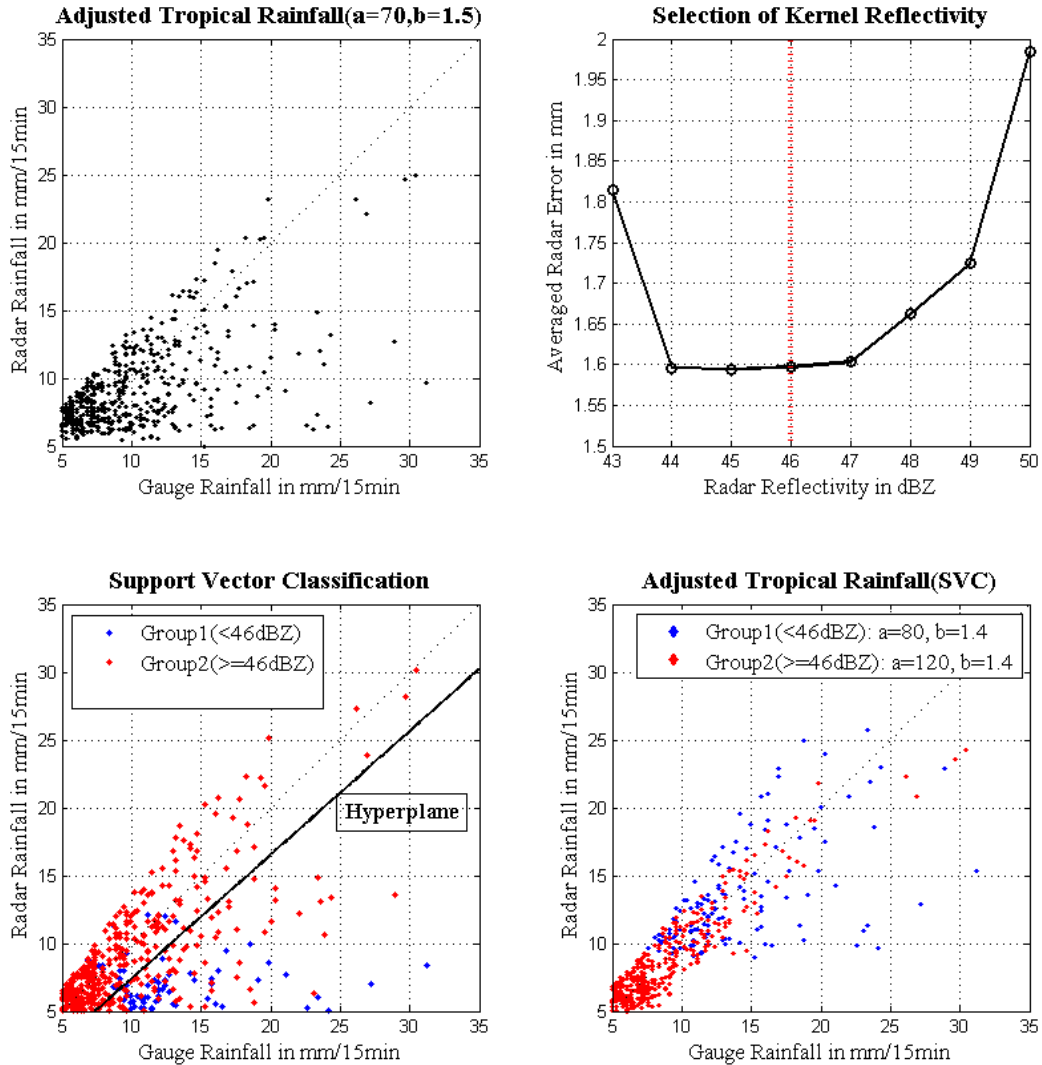 Adjusted Tropical Rainfall(a=70,b=1.5)
35
30
25
20
15
10
5
5 10 15 20 25 30 35
Radar Rainfall in mm/15min
Gauge Rainfall in mm/15min
Selection of Kernel Reflectivity
2
1.95
1.9
1.85
1.8
1.75
1.7
1.65
1.6
1.55
1.5
43 44 45 46 47 48 49 50
Averaged Radar Error in mm
Radar Reflectivity in dBZ
Support Vector Classification
35
30
25
20
15
10
5
5 10 15 20 25 30 35
Group1(<46dBZ)
Group2(>=46dBZ)
Hyperplane
Radar Rainfall in mm/15min
Gauge Rainfall in mm/15min
Adjusted Tropical Rainfall(SVC)
35
30
25
20
15
10
5
5 10 15 20 25 30 35
Group1(<46dBZ): a=80, b=1.4
Group2(>=46dBZ): a=120, b=1.4
Radar Rainfall in mm/15min
Gauge Rainfall in mm/15min